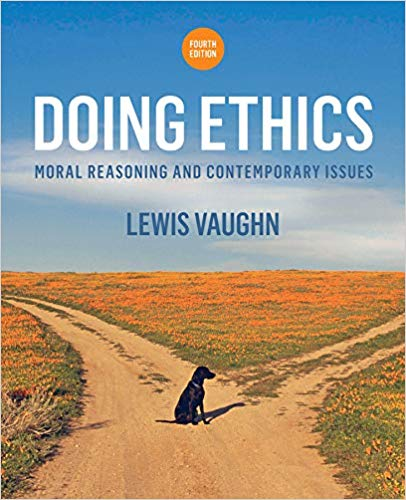 FOURTH
EDITION
DOING ETHICS
MORAL REASONING AND CONTEMPORARY ISSUES
LEWIS VAUGHN